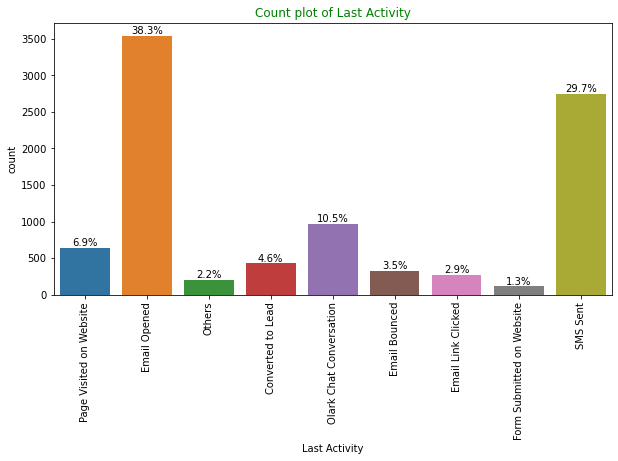 Count plot of Last Activity
count
3500
3000
2500
2000
1500
1000
500
0
6.9%
38.3%
2.2%
4.6%
10.5%
3.5%
2.9%
1.3%
29.7%
Page Visited on Website
Email Opened
Others
Converted to Lead
Olark Chat Conversation
Email Bounced
Email Link Clicked
Form Submitted on Website
SMS Sent
Last Activity